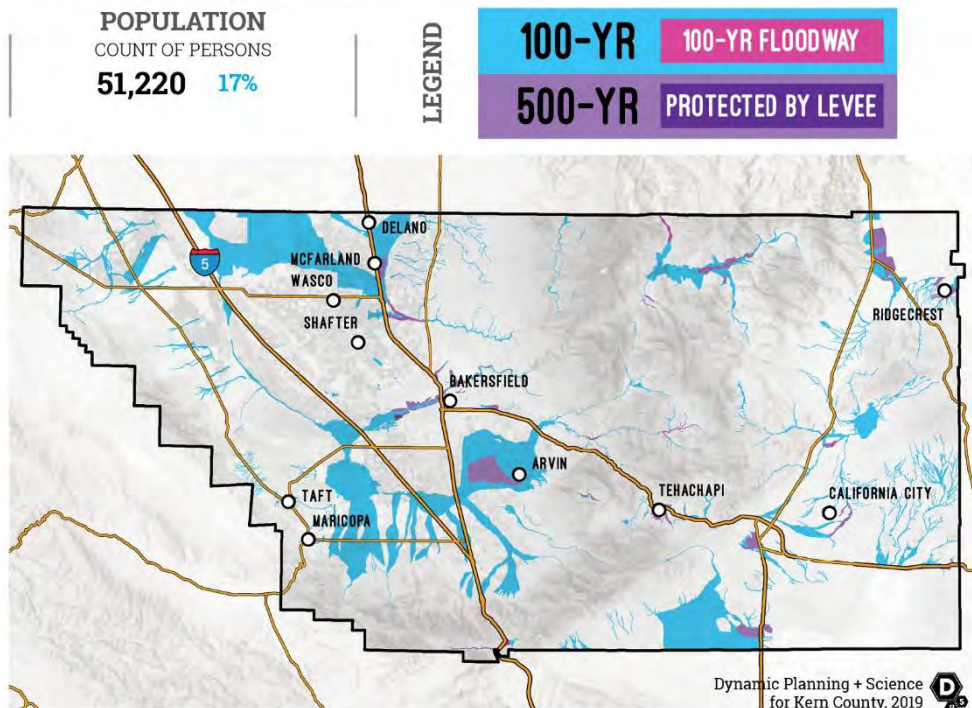 POPULATION
COUNT OF PERSONS
51,220 17%
LEGEND
100-YR
100-YR FLOODWAY
500-YR
PROTECTED BY LEVEE
DELANO
5
MCFARLAND
WASCO
RIDGECREST
SHAFTER
BAKERSFIELD
ARVIN
TAFT
TEHACHAPI
CALIFORNIA CITY
MARICOPA
Dynamic Planning + Science
for Kern County, 2019
D
S